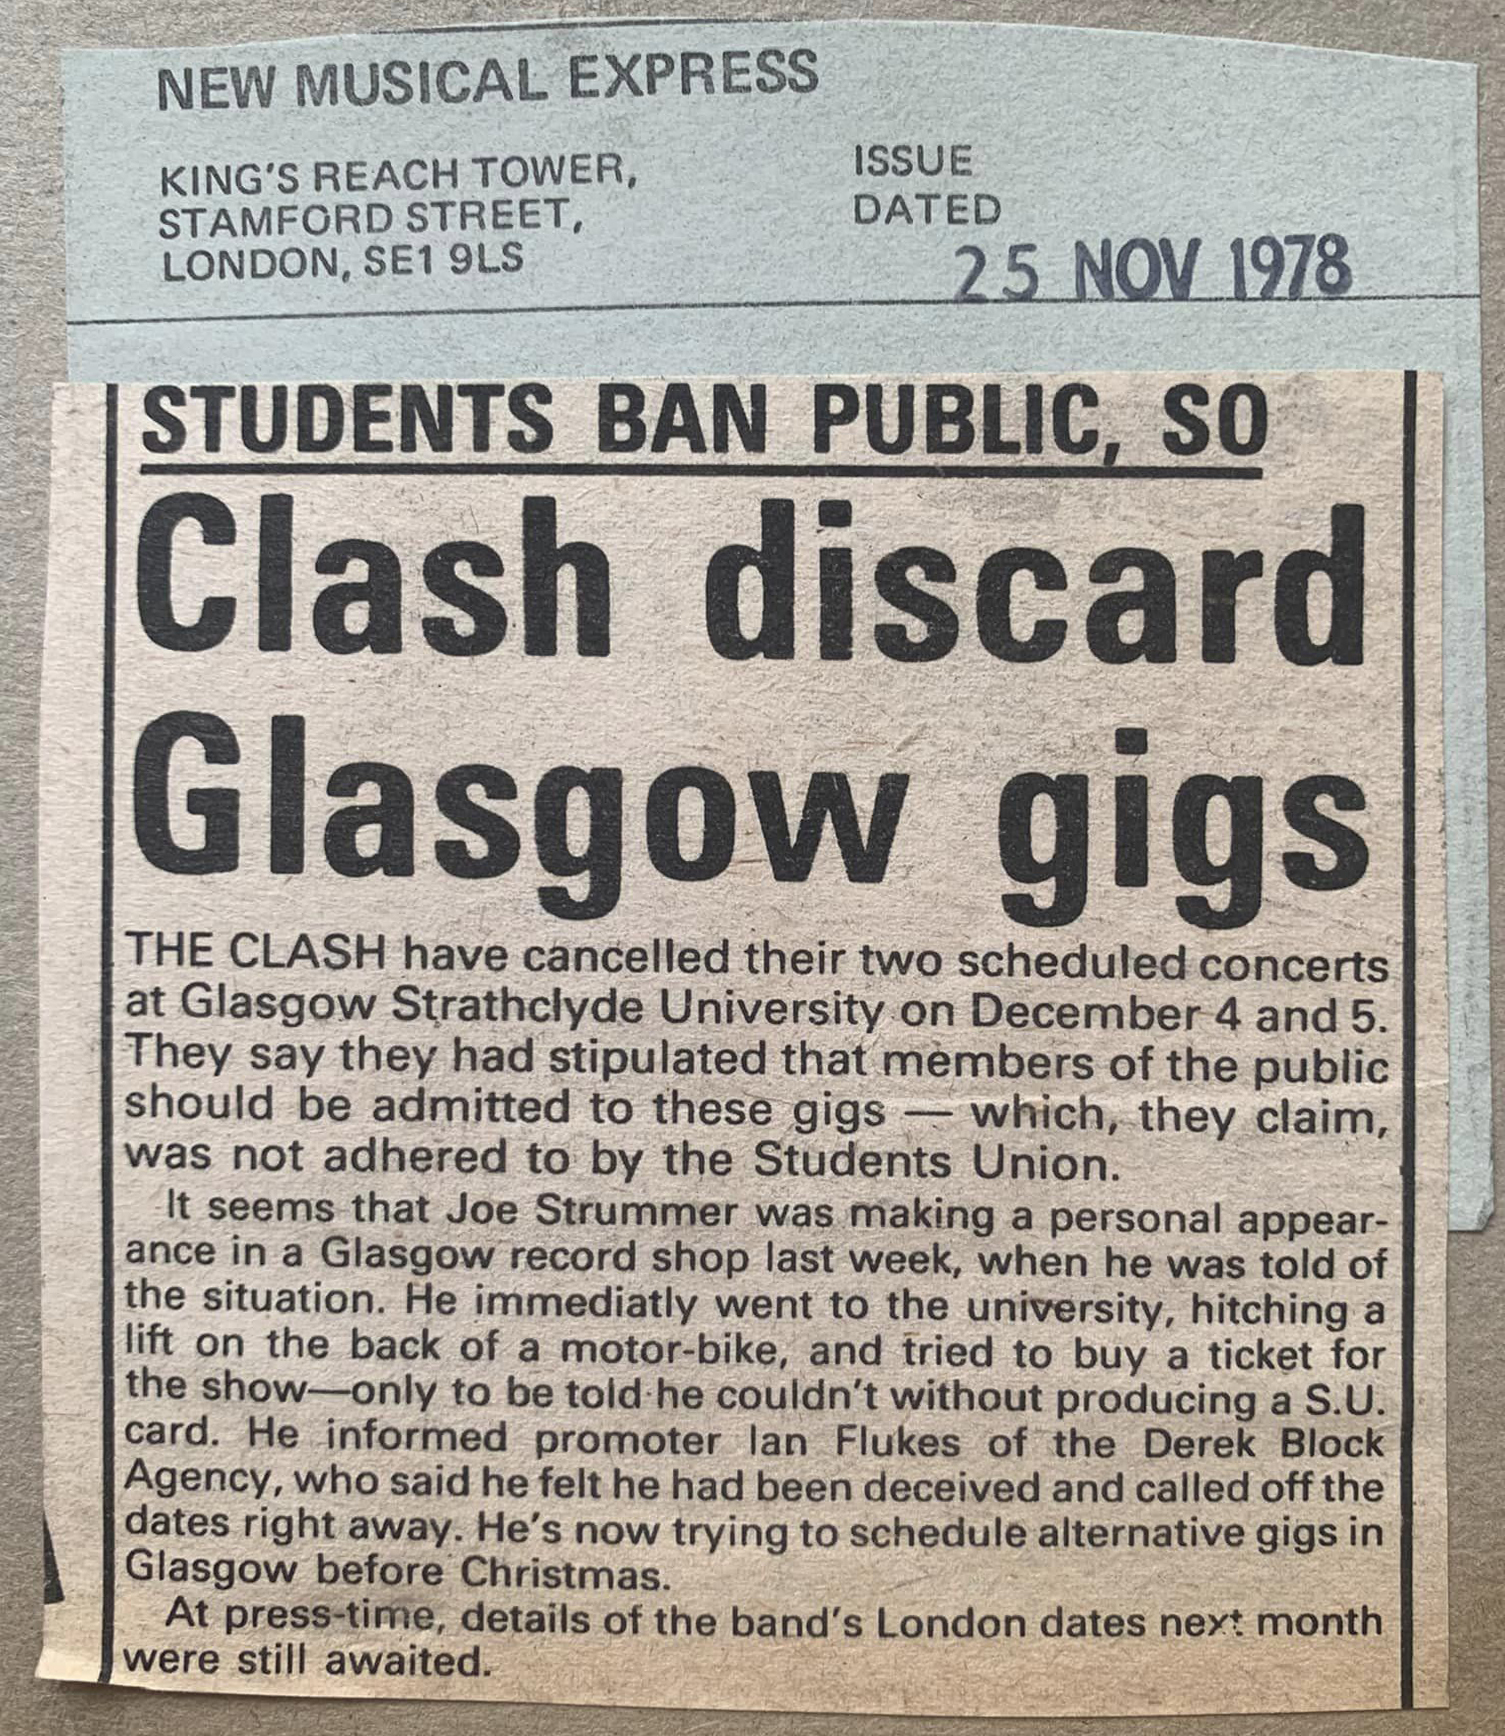 NEW MUSICAL EXPRESS
KING'S REACH TOWER,
STAMFORD STREET,
LONDON, SE1 9LS
ISSUE
DATED
25 NOV 1978
STUDENTS BAN PUBLIC, SO
Clash discard
Glasgow gigs
THE CLASH have cancelled their two scheduled concerts
at Glasgow Strathclyde University on December 4 and 5.
They say they had stipulated that members of the public
should be admitted to these gigs — which, they claim,
was not adhered to by the Students Union.
It seems that Joe Strummer was making a personal appear-
ance in a Glasgow record shop last week, when he was told of
the situation. He immediatly went to the university, hitching a
lift on the back of a motor-bike, and tried to buy a ticket for
the show—only to be told he couldn't without producing a S.U.
card. He informed promoter Ian Flukes of the Derek Block
Agency, who said he felt he had been deceived and called off the
dates right away. He's now trying to schedule alternative gigs in
Glasgow before Christmas.
At press-time, details of the band's London dates next month
were still awaited.